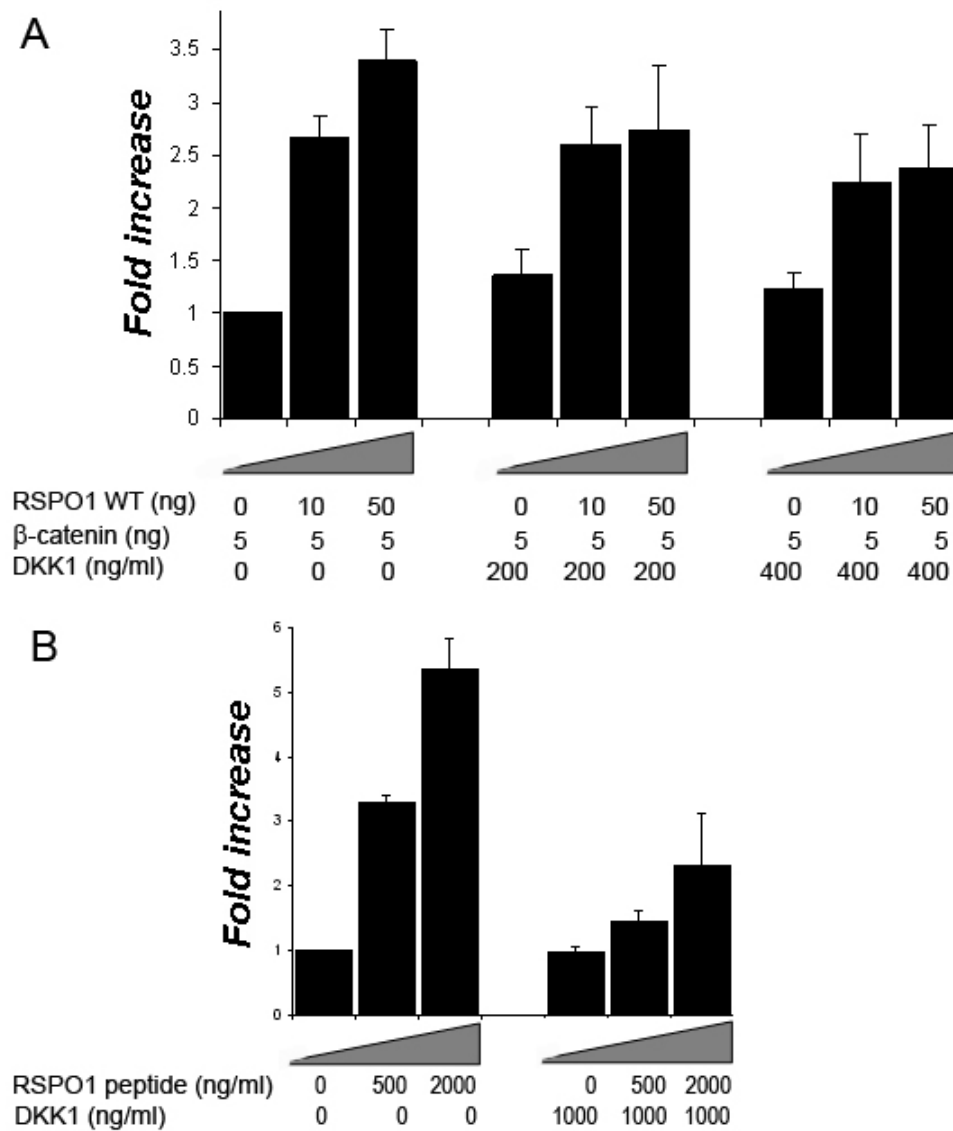 A
Fold increase
3.5
3
2.5
2
1.5
1
0.5
0
RSPO1 WT (ng) 0 10 50 0 10 50 0 10 50
β-catenin (ng) 5 5 5 5 5 5 5 5 5
DKK1 (ng/ml) 0 0 0 200 200 200 400 400 400
B
Fold increase
6
5
4
3
2
1
0
RSPO1 peptide (ng/ml) 0 500 2000 0 500 2000
DKK1 (ng/ml) 0 0 0 1000 1000 1000